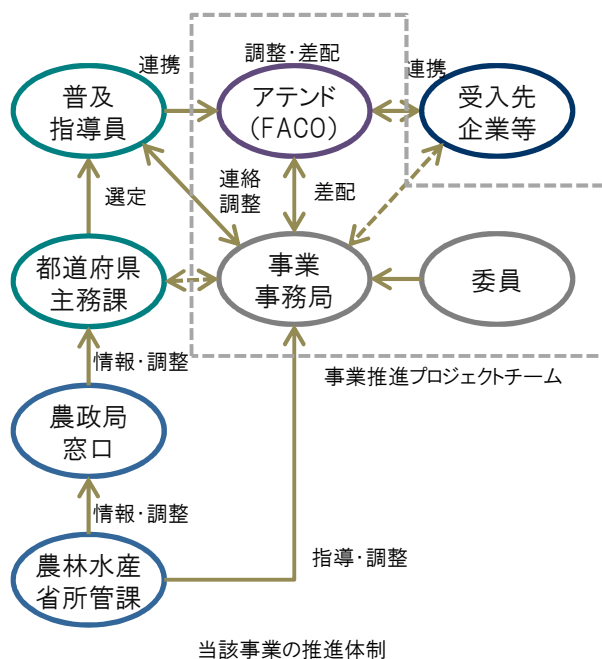 調整・差配
連携
連携
普及
指導員
アテンド
(FACO)
受入先
企業等
選定
連絡
調整
差配
都道府県
主務課
事業
事務局
委員
情報・調整
事業推進プロジェクトチーム
農政局
窓口
情報・調整
指導・調整
農林水産
省所管課
当該事業の推進体制